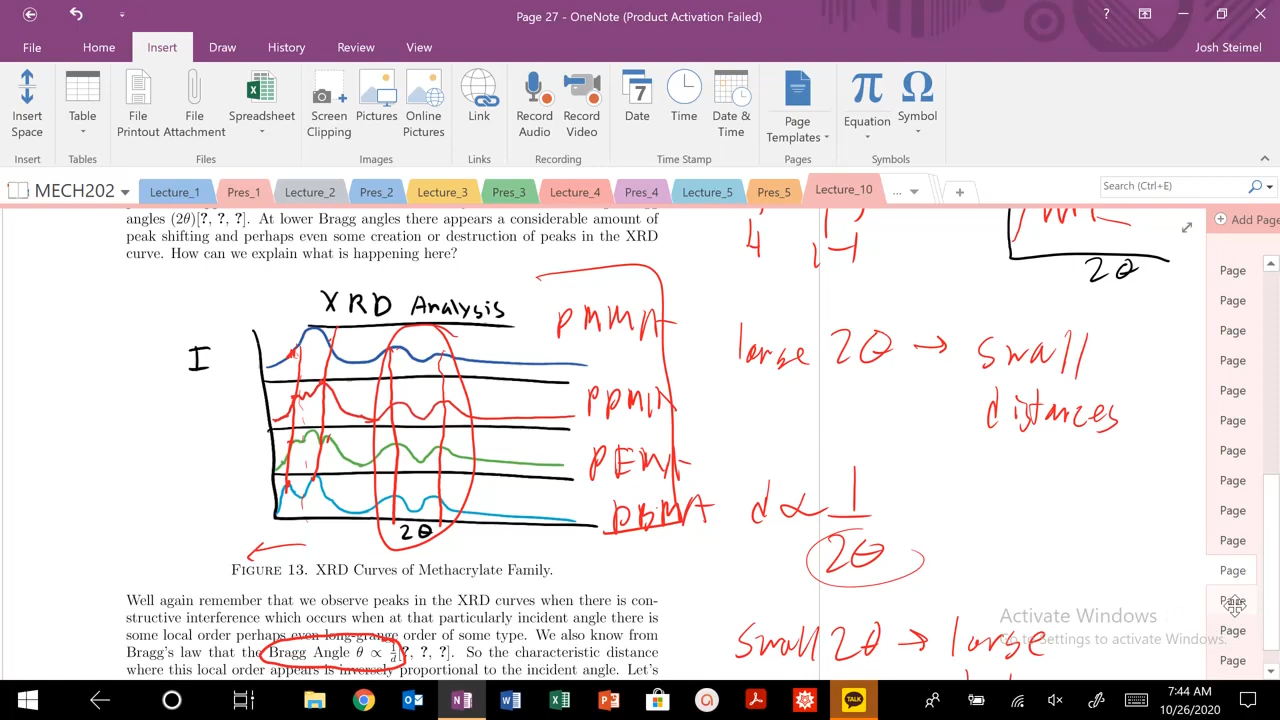 Page 27 - OneNote (Product Activation Failed)
File Home Insert Draw History Review View
Josh Steimel
Insert Space
Table
File Printout
File Attachment
Spreadsheet
Screen Clipping
Pictures
Online Pictures
Link
Record Audio
Record Video
Date
Time
Date & Time
Page Templates
Equation
Symbol
Insert Tables Files Images Links Recording Time Stamp Pages Symbols
MECH202 Lecture_1 Pres_1 Lecture_2 Pres_2 Lecture_3 Pres_3 Lecture_4 Pres_4 Lecture_5 Pres_5 Lecture_10 ...
Search (Ctrl+E)
Add Page
angles (2θ)[?, ?, ?]. At lower Bragg angles there appears a considerable amount of
peak shifting and perhaps even some creation or destruction of peaks in the XRD
curve. How can we explain what is happening here?
XRD Analysis
I
PMMA
PPMA
PEMA
PBMA
2θ
FIGURE 13. XRD Curves of Methacrylate Family.
Well again remember that we observe peaks in the XRD curves when there is con-
structive interference which occurs when at that particularly incident angle there is
some local order perhaps even long-grange order of some type. We also know from
Bragg's law that the Bragg Angle θ ∝ 1/d[?, ?, ?]. So the characteristic distance
where this local order appears is inversely proportional to the incident angle. Let's
4
2θ
large 2θ → small
distances
d ∝ 1/2θ
small 2θ → large
Page
Page
Page
Page
Page
Page
Page
Page
Page
Page
Page
Page
Page
Page
Activate Windows
Go to Settings to activate Windows.
TALK
7:44 AM
10/26/2020